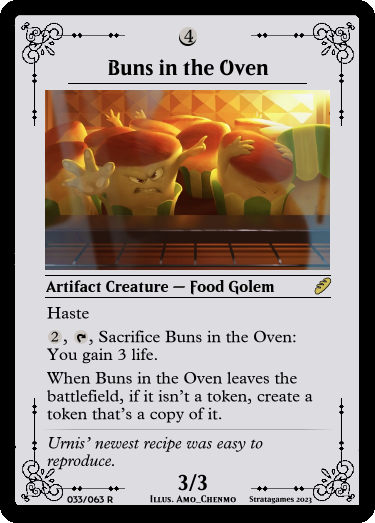 4
Buns in the Oven
Artifact Creature — Food Golem
Haste
2, , Sacrifice Buns in the Oven:
You gain 3 life.
When Buns in the Oven leaves the
battlefield, if it isn't a token, create a
token that's a copy of it.
Urnis' newest recipe was easy to
reproduce.
3/3
033/063 R Illus. Amo_Chenmo Stratagames 2023